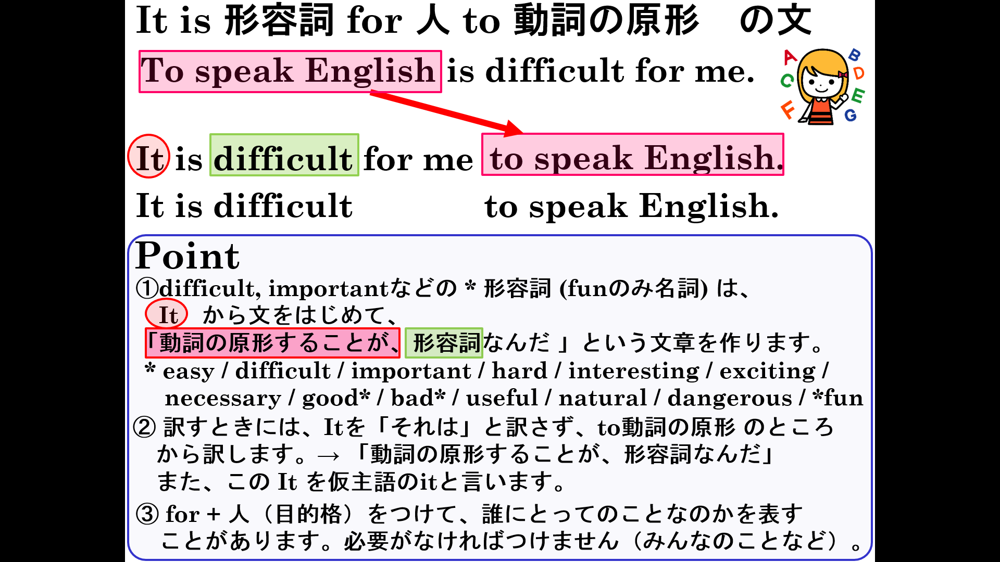 It is 形容詞 for 人 to 動詞の原形　の文
To speak English is difficult for me.
A B C D E F G
It is difficult for me to speak English.
It is difficult to speak English.
Point
①difficult, importantなどの * 形容詞 (funのみ名詞) は、
It から文をはじめて、
「動詞の原形することが、形容詞なんだ 」という文章を作ります。
* easy / difficult / important / hard / interesting / exciting /
necessary / good* / bad* / useful / natural / dangerous / *fun
② 訳すときには、Itを「それは」と訳さず、to動詞の原形 のところ
から訳します。→ 「動詞の原形することが、形容詞なんだ」
また、この It を仮主語のitと言います。
③ for + 人（目的格）をつけて、誰にとってのことなのかを表す
ことがあります。必要がなければつけません（みんなのことなど）。